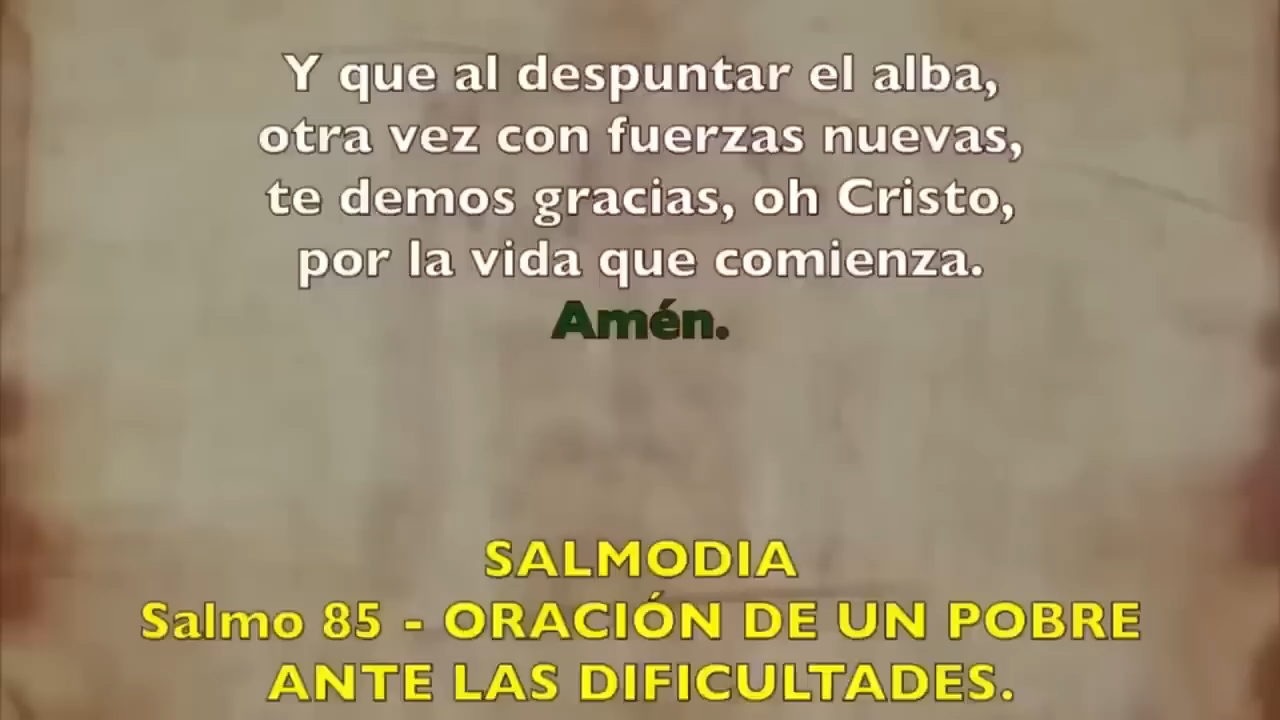 Y que al despuntar el alba,
otra vez con fuerzas nuevas,
te demos gracias, oh Cristo,
por la vida que comienza.
Amén.
SALMODIA
Salmo 85 - ORACIÓN DE UN POBRE
ANTE LAS DIFICULTADES.